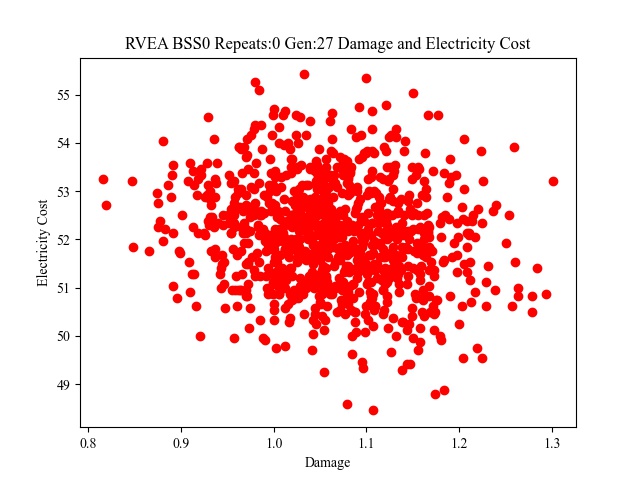 RVEA BSS0 Repeats:0 Gen:27 Damage and Electricity Cost
55
54
53
52
51
50
49
Electricity Cost
0.8 0.9 1.0 1.1 1.2 1.3
Damage